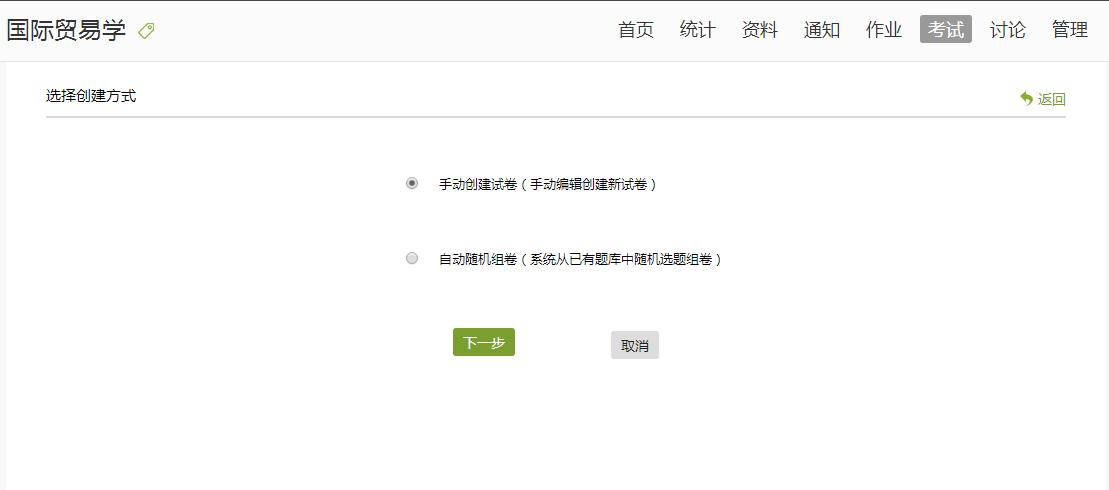 国际贸易学
首页 统计 资料 通知 作业 考试 讨论 管理
选择创建方式
返回
手动创建试卷（手动编辑创建新试卷）
自动随机组卷（系统从已有题库中随机选题组卷）
下一步 取消